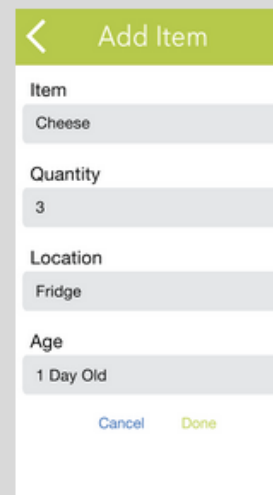 Add Item
Item
Cheese
Quantity
3
Location
Fridge
Age
1 Day Old
Cancel Done